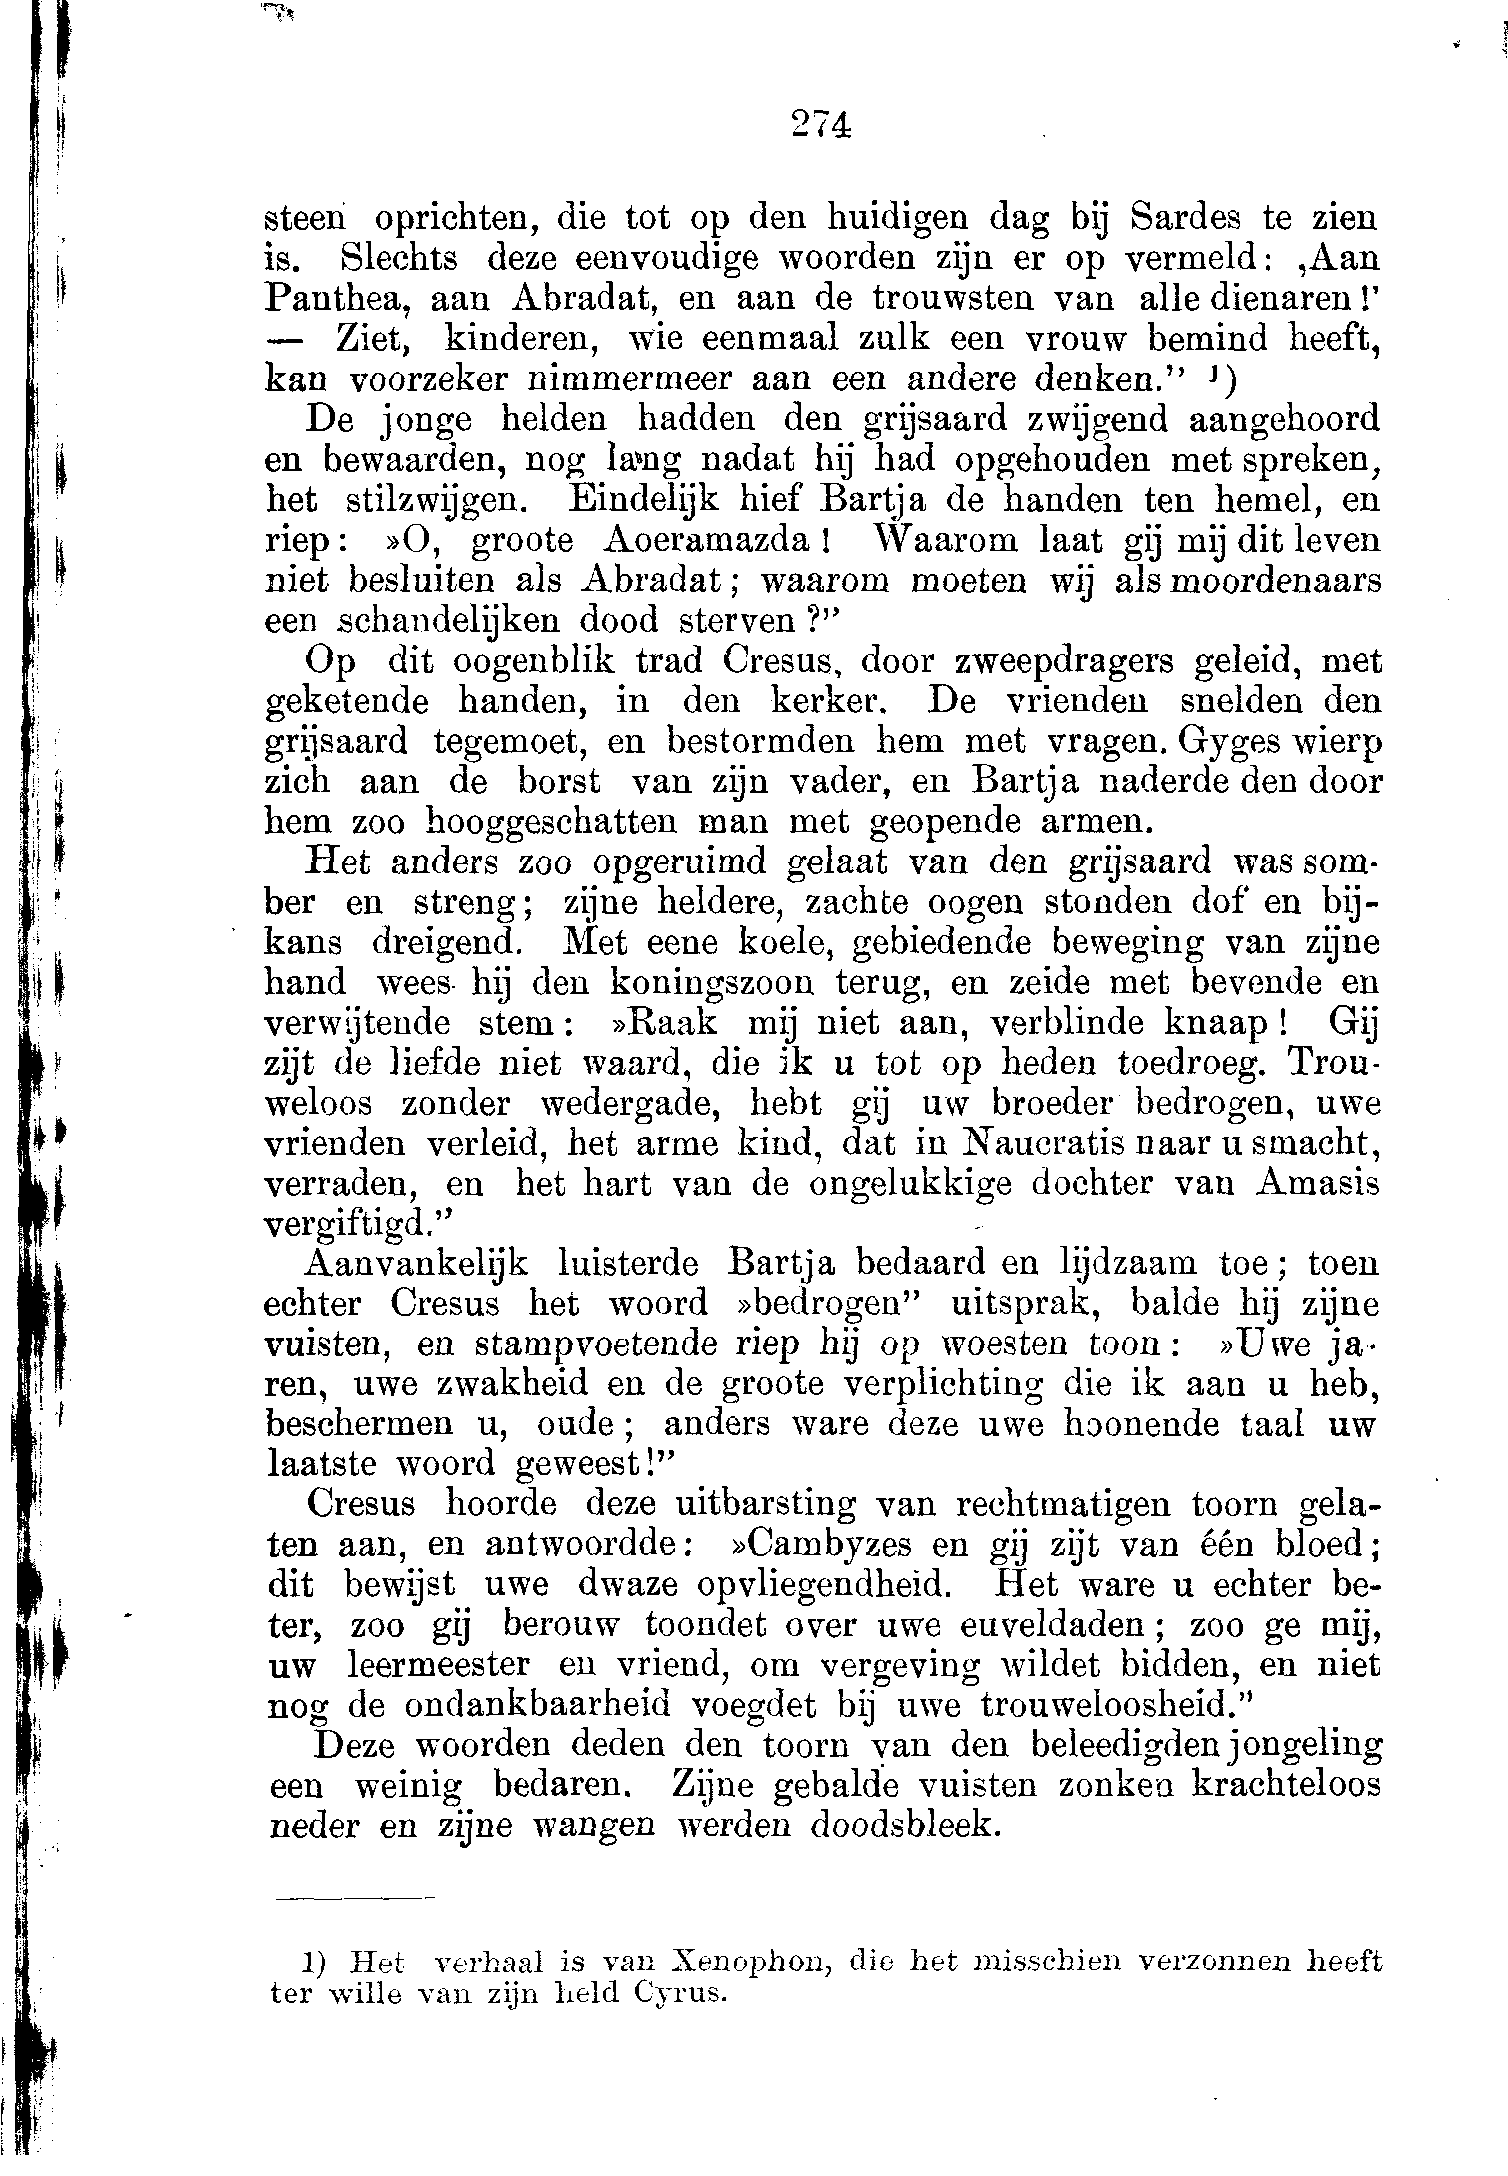 274
steen oprichten, die tot op den huidigen dag bij Sardes te zien
is. Slechts deze eenvoudige woorden zijn er op vermeld: ‚Aan
Panthea, aan Abradat, en aan de trouwsten van alle dienaren!’
— Ziet, kinderen, wie eenmaal zulk een vrouw bemind heeft,
kan voorzeker nimmermeer aan een andere denken.” 1)
De jonge helden hadden den grijsaard zwijgend aangehoord
en bewaarden, nog lang nadat hij had opgehouden met spreken,
het stilzwijgen. Eindelijk hief Bartja de handen ten hemel, en
riep: »O, groote Aoeramazda! Waarom laat gij mij dit leven
niet besluiten als Abradat; waarom moeten wij als moordenaars
een schandelijken dood sterven?”
Op dit oogenblik trad Cresus, door zweepdragers geleid, met
geketende handen, in den kerker. De vrienden snelden den
grijsaard tegemoet, en bestormden hem met vragen. Gyges wierp
zich aan de borst van zijn vader, en Bartja naderde den door
hem zoo hooggeschatten man met geopende armen.
Het anders zoo opgeruimd gelaat van den grijsaard was som-
ber en streng; zijne heldere, zachte oogen stonden dof en bij-
kans dreigend. Met eene koele, gebiedende beweging van zijne
hand wees hij den koningszoon terug, en zeide met bevende en
verwijtende stem: »Raak mij niet aan, verblinde knaap! Gij
zijt de liefde niet waard, die ik u tot op heden toedroeg. Trou-
weloos zonder wedergade, hebt gij uw broeder bedrogen, uwe
vrienden verleid, het arme kind, dat in Naucratis naar u smacht,
verraden, en het hart van de ongelukkige dochter van Amasis
vergiftigd.”
Aanvankelijk luisterde Bartja bedaard en lijdzaam toe; toen
echter Cresus het woord »bedrogen” uitsprak, balde hij zijne
vuisten, en stampvoetende riep hij op woesten toon: »Uwe ja-
ren, uwe zwakheid en de groote verplichting die ik aan u heb,
beschermen u, oude; anders ware deze uwe hoonende taal uw
laatste woord geweest!”
Cresus hoorde deze uitbarsting van rechtmatigen toorn gela-
ten aan, en antwoordde: »Cambyzes en gij zijt van één bloed;
dit bewijst uwe dwaze opvliegendheid. Het ware u echter be-
ter, zoo gij berouw toondet over uwe euveldaden; zoo ge mij,
uw leermeester en vriend, om vergeving wildet bidden, en niet
nog de ondankbaarheid voegdet bij uwe trouweloosheid.”
Deze woorden deden den toorn van den beleedigden jongeling
een weinig bedaren. Zijne gebalde vuisten zonken krachteloos
neder en zijne wangen werden doodsbleek.
1) Het verhaal is van Xenophon, die het misschien verzonnen heeft
ter wille van zijn held Cyrus.